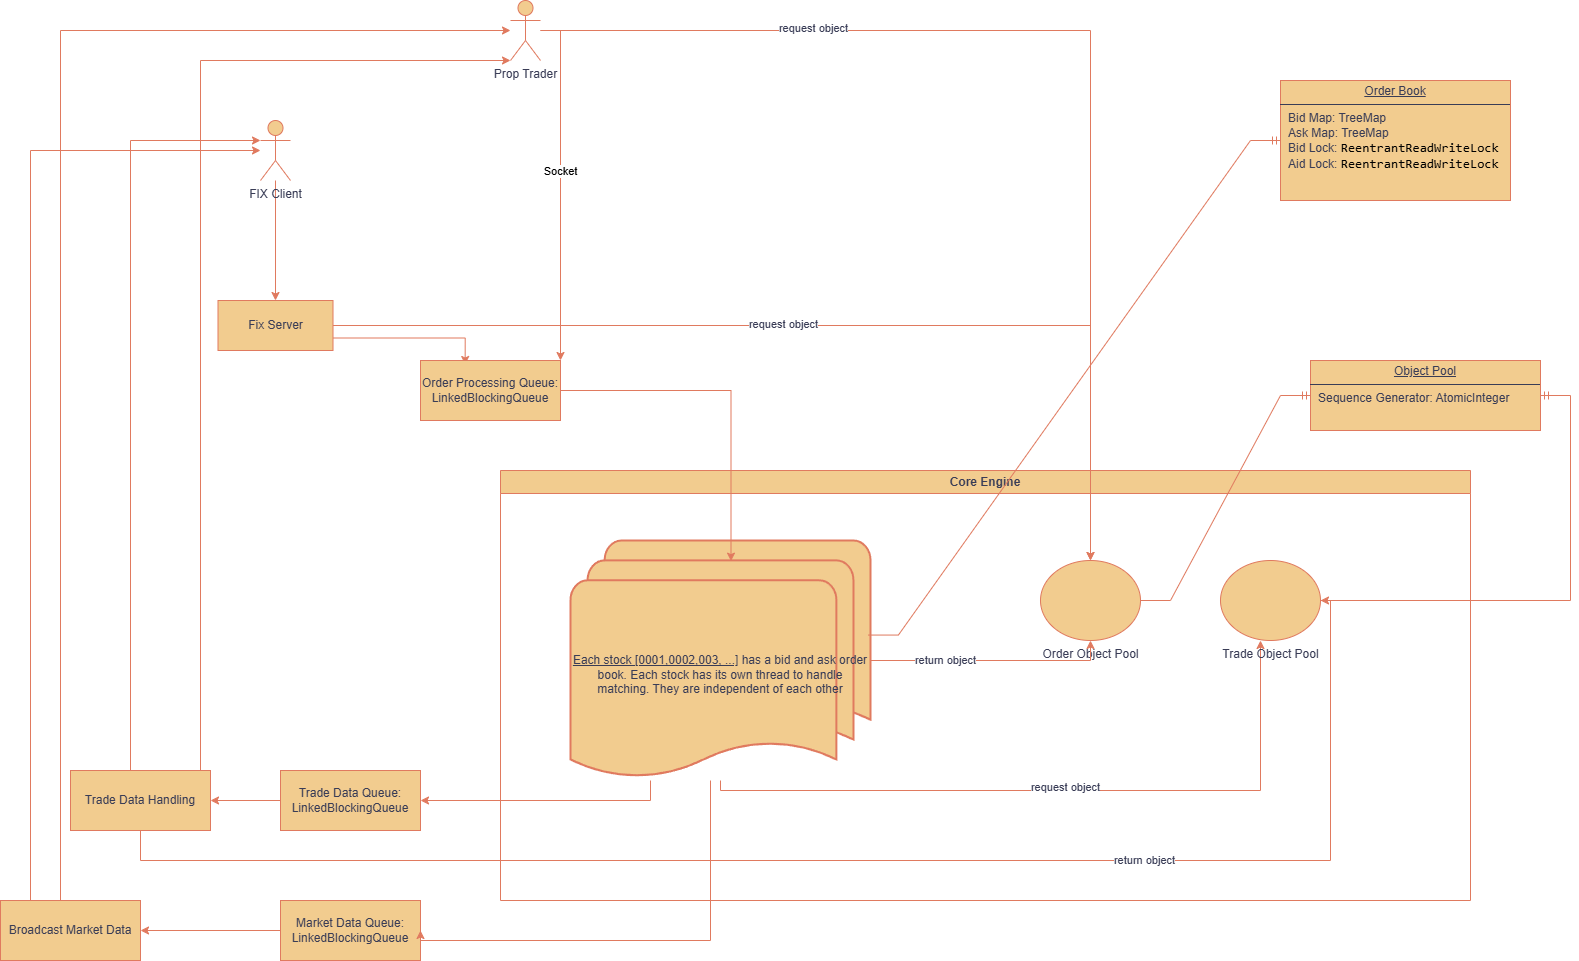 request object
Prop Trader
Order Book
Bid Map: TreeMap
Ask Map: TreeMap
Bid Lock: ReentrantReadWriteLock
Aid Lock: ReentrantReadWriteLock
Socket
FIX Client
Fix Server
request object
Order Processing Queue:
LinkedBlockingQueue
Object Pool
Sequence Generator: AtomicInteger
Core Engine
Each stock [0001,0002,003, ...] has a bid and ask order
book. Each stock has its own thread to handle
matching. They are independent of each other
return object
Order Object Pool
Trade Object Pool
Trade Data Handling
Trade Data Queue:
LinkedBlockingQueue
request object
return object
Broadcast Market Data
Market Data Queue:
LinkedBlockingQueue